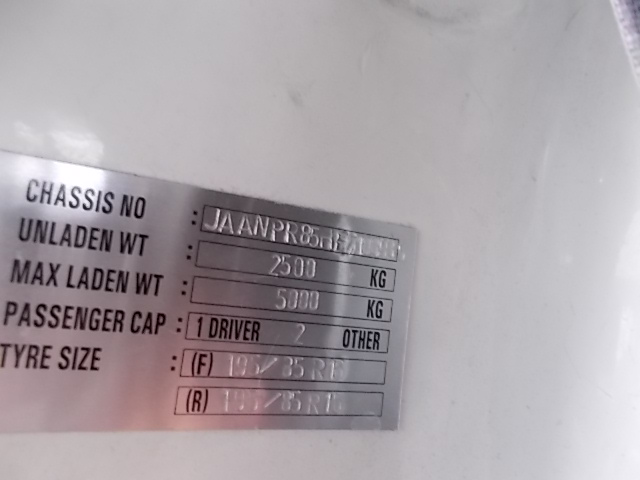 CHASSIS NO :
UNLADEN WT : 2500 KG
MAX LADEN WT : 5000 KG
PASSENGER CAP : 1 DRIVER 2 OTHER
TYRE SIZE : (F)
(R)